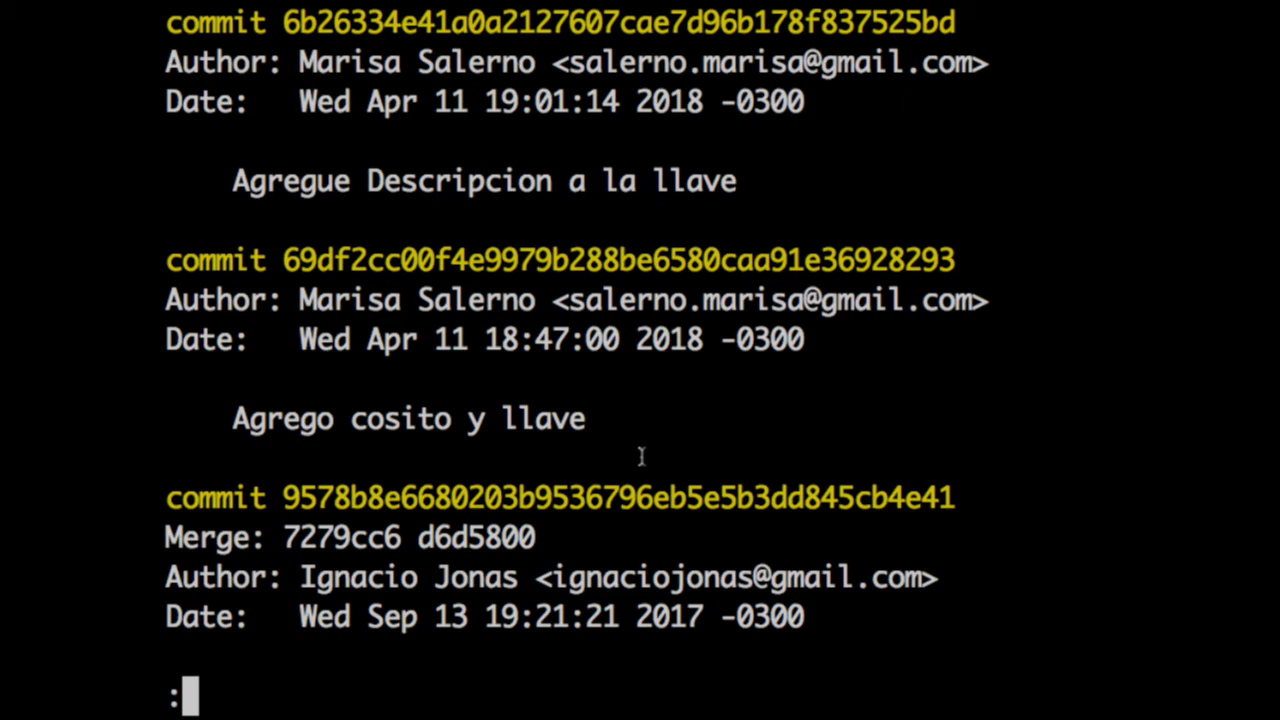 commit 6b26334e41a0a2127607cae7d96b178f837525bd
Author: Marisa Salerno <salerno.marisa@gmail.com>
Date:   Wed Apr 11 19:01:14 2018 -0300
Agregue Descripcion a la llave
commit 69df2cc00f4e9979b288be6580caa91e36928293
Author: Marisa Salerno <salerno.marisa@gmail.com>
Date:   Wed Apr 11 18:47:00 2018 -0300
Agrego cosito y llave
commit 9578b8e6680203b9536796eb5e5b3dd845cb4e41
Merge: 7279cc6 d6d5800
Author: Ignacio Jonas <ignaciojonas@gmail.com>
Date:   Wed Sep 13 19:21:21 2017 -0300
: